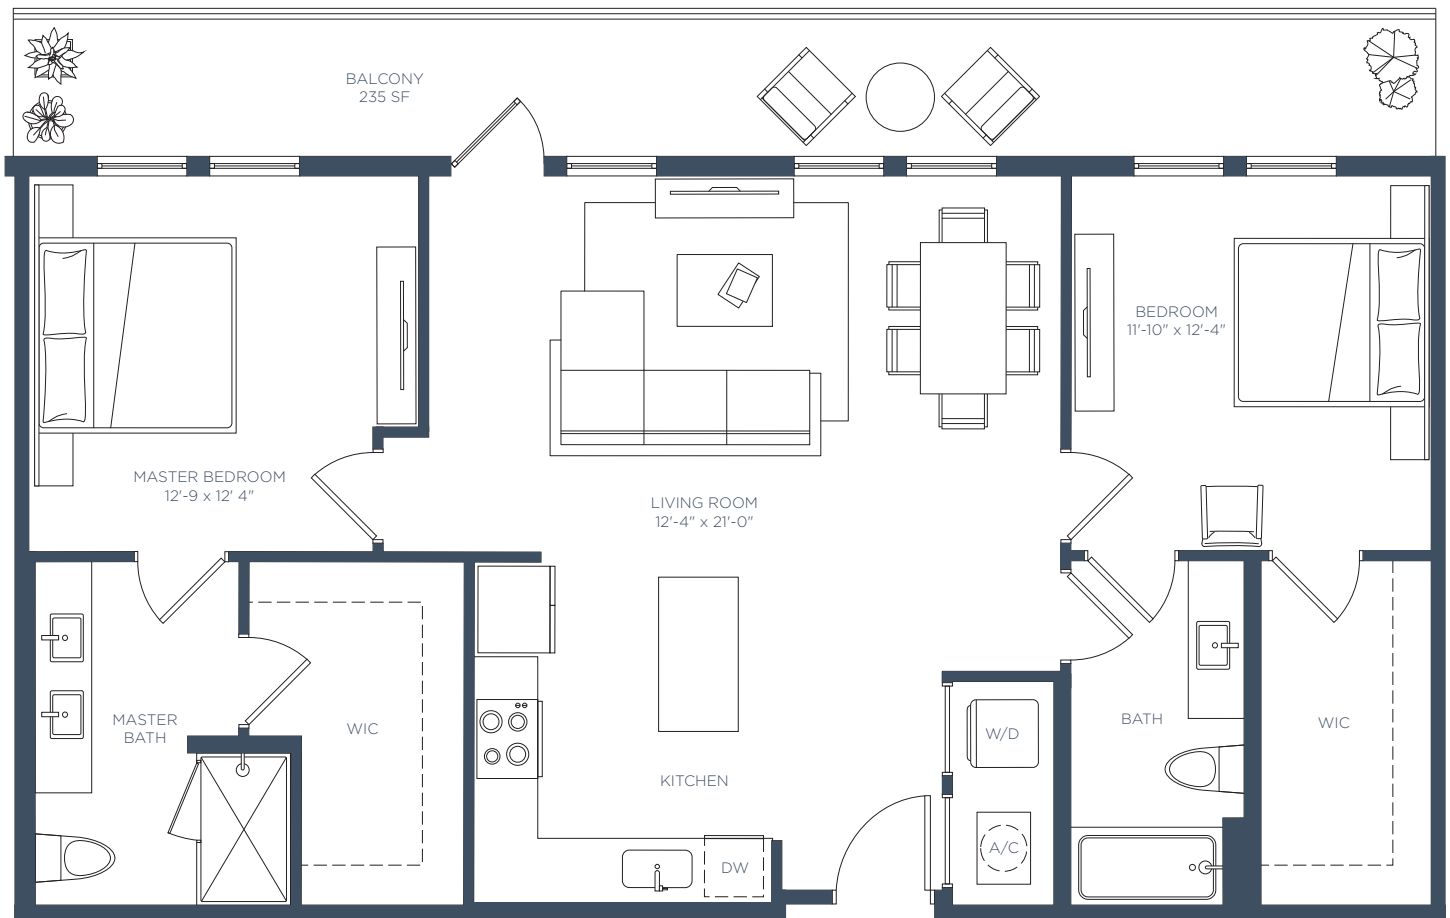 BALCONY
235 SF
BEDROOM
11'-10" x 12'-4"
MASTER BEDROOM
12'-9 x 12' 4"
LIVING ROOM
12'-4" x 21'-0"
MASTER
BATH
WIC
KITCHEN
W/D
BATH
WIC
A/C
DW